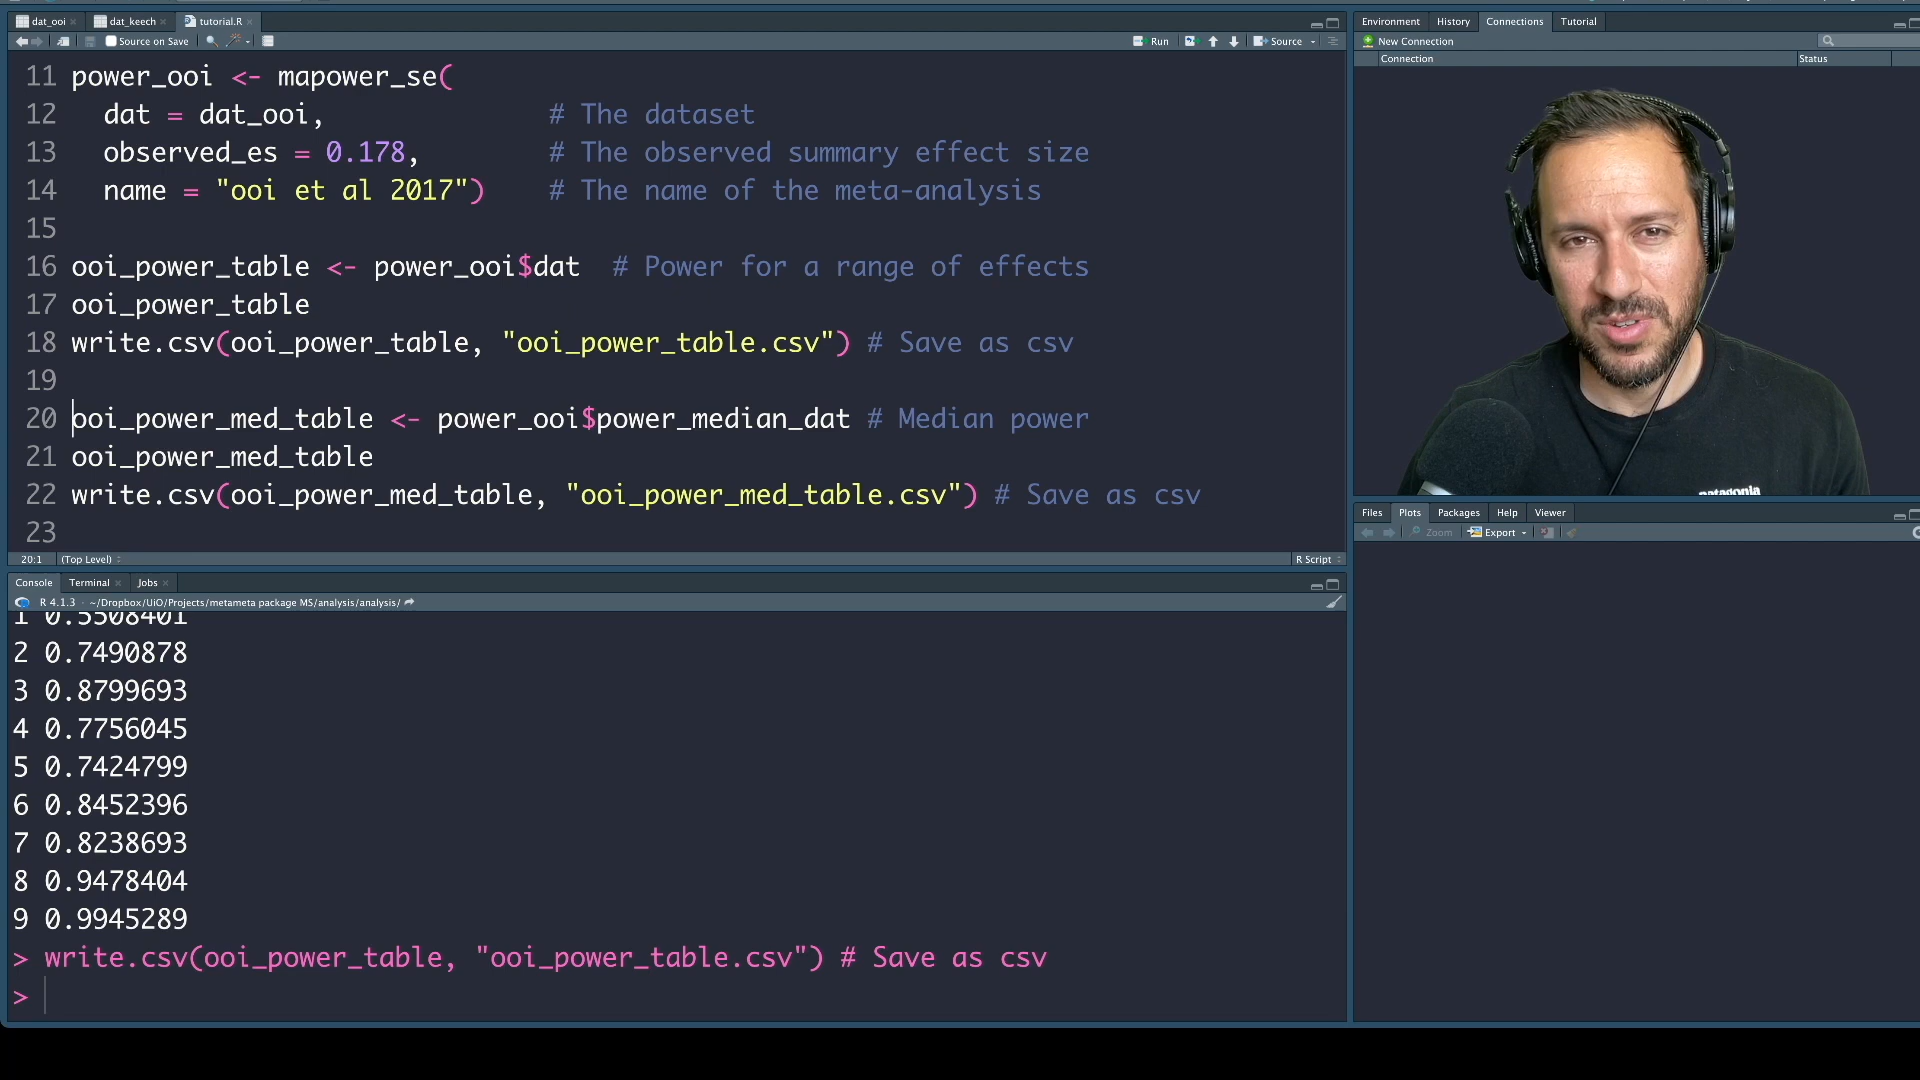 dat_ooi
dat_keech
tutorial.R
Source on Save
Run
Source
11 power_ooi <- mapower_se(
12 dat = dat_ooi, # The dataset
13 observed_es = 0.178, # The observed summary effect size
14 name = "ooi et al 2017") # The name of the meta-analysis
15
16 ooi_power_table <- power_ooi$dat # Power for a range of effects
17 ooi_power_table
18 write.csv(ooi_power_table, "ooi_power_table.csv") # Save as csv
19
20 ooi_power_med_table <- power_ooi$power_median_dat # Median power
21 ooi_power_med_table
22 write.csv(ooi_power_med_table, "ooi_power_med_table.csv") # Save as csv
23
20:1 (Top Level) R Script
Console Terminal Jobs
R 4.1.3 · ~/Dropbox/UiO/Projects/metameta package MS/analysis/analysis/
1 0.5508401
2 0.7490878
3 0.8799693
4 0.7756045
5 0.7424799
6 0.8452396
7 0.8238693
8 0.9478404
9 0.9945289
> write.csv(ooi_power_table, "ooi_power_table.csv") # Save as csv
>
Environment History Connections Tutorial
New Connection
Connection Status
patagonia
Files Plots Packages Help Viewer
Zoom Export